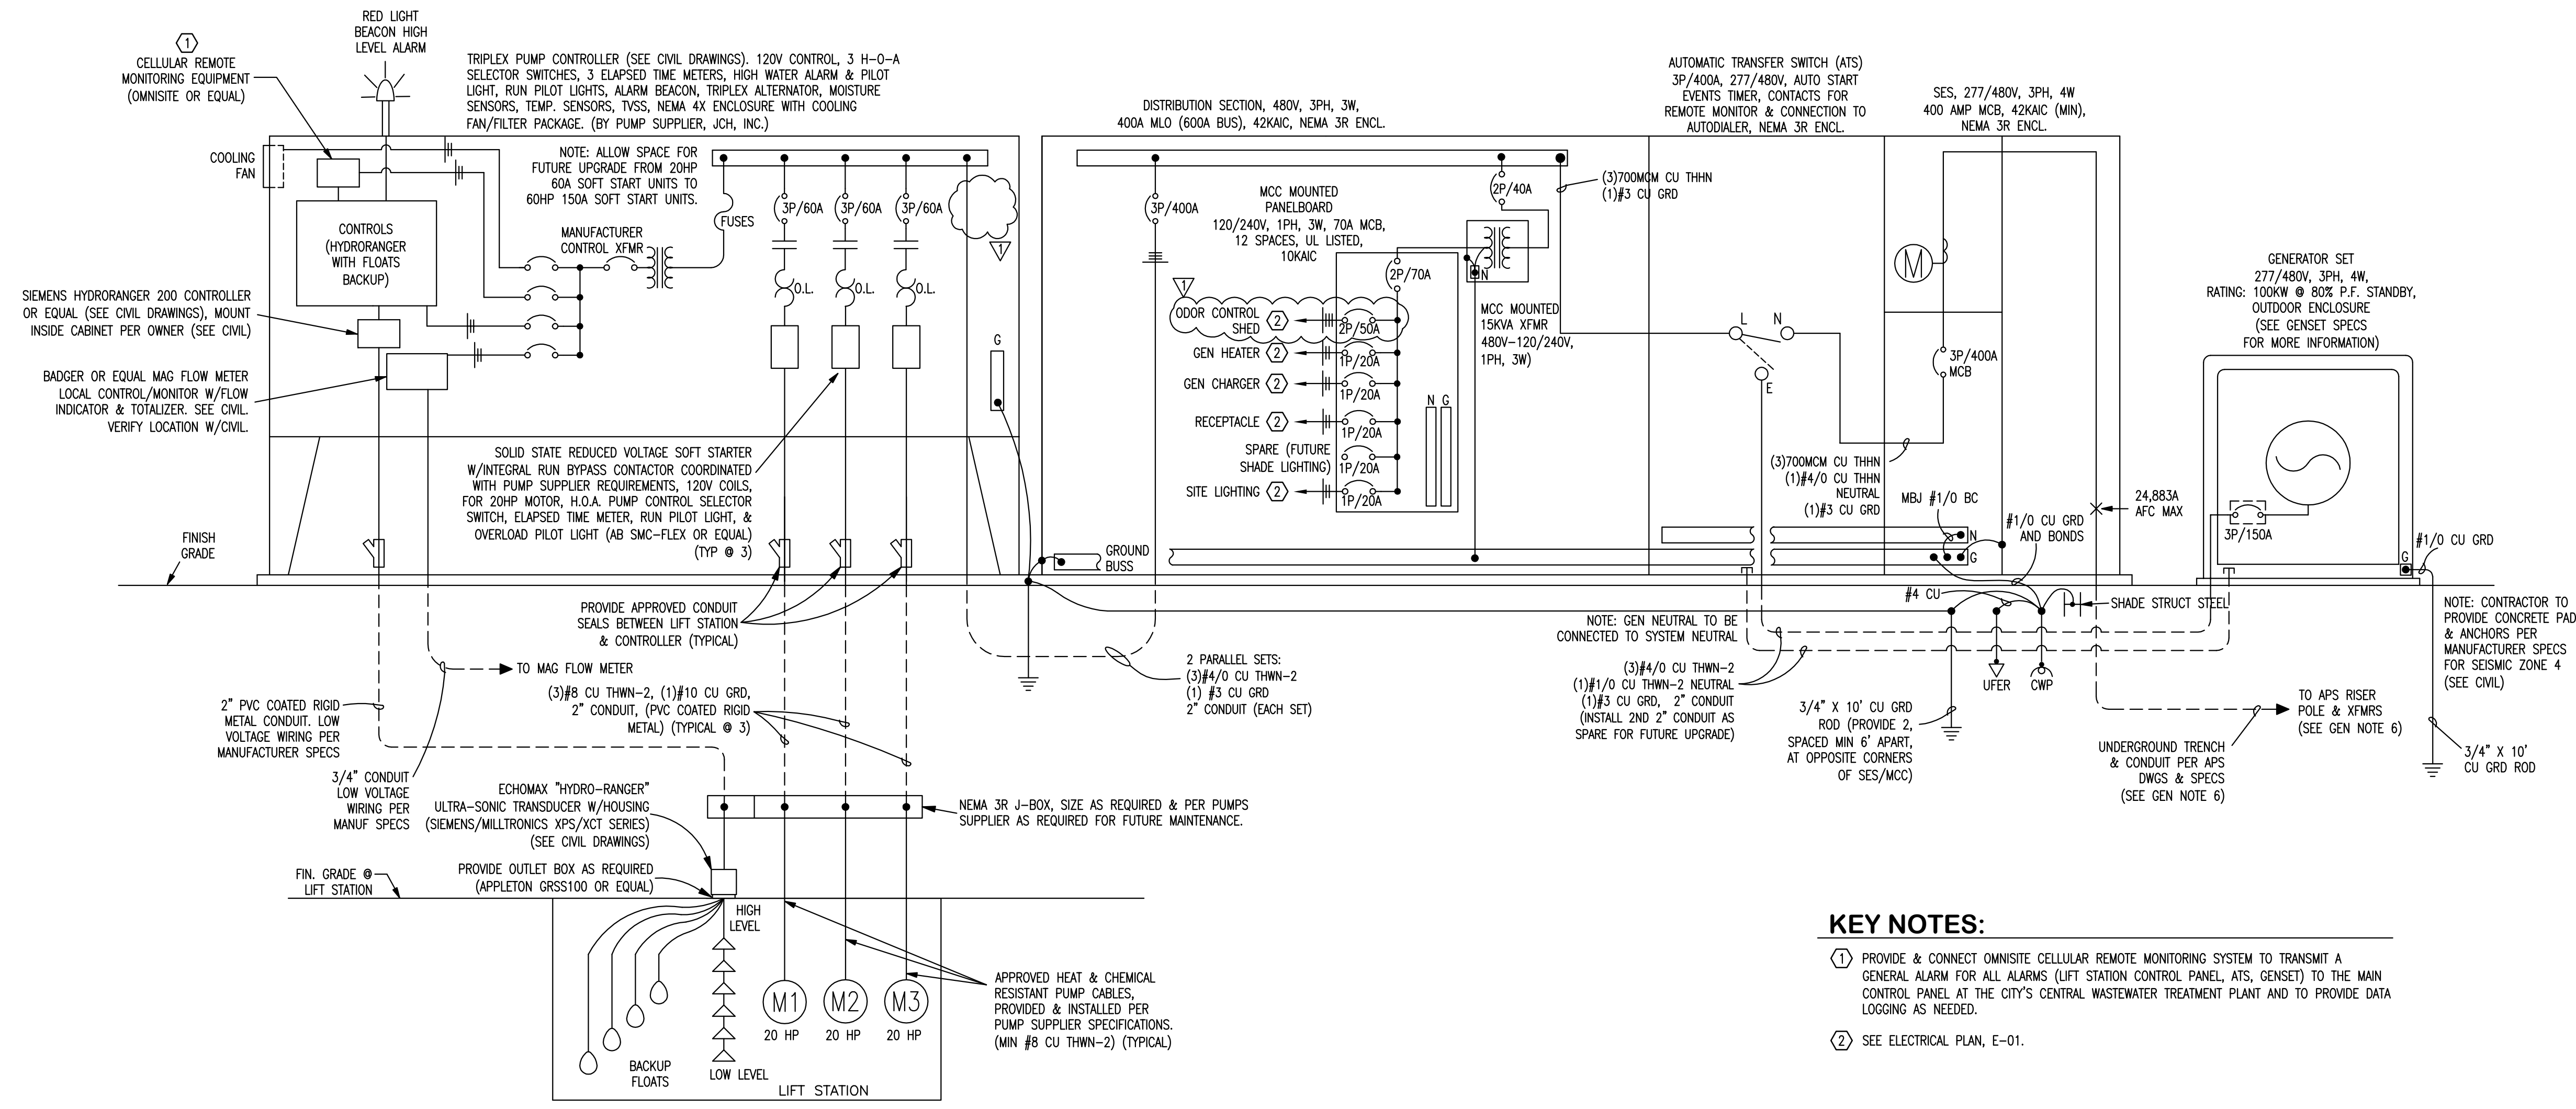 RED LIGHT
BEACON HIGH
LEVEL ALARM
1
CELLULAR REMOTE
MONITORING EQUIPMENT
(OMNISITE OR EQUAL)
TRIPLEX PUMP CONTROLLER (SEE CIVIL DRAWINGS). 120V CONTROL, 3 H-O-A
SELECTOR SWITCHES, 3 ELAPSED TIME METERS, HIGH WATER ALARM & PILOT
LIGHT, RUN PILOT LIGHTS, ALARM BEACON, TRIPLEX ALTERNATOR, MOISTURE
SENSORS, TEMP. SENSORS, TVSS, NEMA 4X ENCLOSURE WITH COOLING
FAN/FILTER PACKAGE. (BY PUMP SUPPLIER, JCH, INC.)
COOLING
FAN
NOTE: ALLOW SPACE FOR
FUTURE UPGRADE FROM 20HP
60A SOFT START UNITS TO
60HP 150A SOFT START UNITS.
CONTROLS
(HYDRORANGER
WITH FLOATS
BACKUP)
MANUFACTURER
CONTROL XFMR
FUSES
3P/60A
3P/60A
3P/60A
1
O.L.
O.L.
O.L.
G
SIEMENS HYDRORANGER 200 CONTROLLER
OR EQUAL (SEE CIVIL DRAWINGS), MOUNT
INSIDE CABINET PER OWNER (SEE CIVIL)
BADGER OR EQUAL MAG FLOW METER
LOCAL CONTROL/MONITOR W/FLOW
INDICATOR & TOTALIZER. SEE CIVIL.
VERIFY LOCATION W/CIVIL.
SOLID STATE REDUCED VOLTAGE SOFT STARTER
W/INTEGRAL RUN BYPASS CONTACTOR COORDINATED
WITH PUMP SUPPLIER REQUIREMENTS, 120V COILS,
FOR 20HP MOTOR, H.O.A. PUMP CONTROL SELECTOR
SWITCH, ELAPSED TIME METER, RUN PILOT LIGHT, &
OVERLOAD PILOT LIGHT (AB SMC-FLEX OR EQUAL)
(TYP @ 3)
FINISH
GRADE
DISTRIBUTION SECTION, 480V, 3PH, 3W,
400A MLO (600A BUS), 42KAIC, NEMA 3R ENCL.
3P/400A
MCC MOUNTED
PANELBOARD
120/240V, 1PH, 3W, 70A MCB,
12 SPACES, UL LISTED,
10KAIC
2P/40A
(3)700MCM CU THHN
(1)#3 CU GRD
2P/70A
N
MCC MOUNTED
15KVA XFMR
480V-120/240V,
1PH, 3W)
1
ODOR CONTROL
SHED
2
2P/50A
GEN HEATER
2
1P/20A
GEN CHARGER
2
1P/20A
RECEPTACLE
2
1P/20A
SPARE (FUTURE
SHADE LIGHTING)
1P/20A
SITE LIGHTING
2
1P/20A
N G
GROUND
BUSS
AUTOMATIC TRANSFER SWITCH (ATS)
3P/400A, 277/480V, AUTO START
EVENTS TIMER, CONTACTS FOR
REMOTE MONITOR & CONNECTION TO
AUTODIALER, NEMA 3R ENCL.
L N
E
SES, 277/480V, 3PH, 4W
400 AMP MCB, 42KAIC (MIN),
NEMA 3R ENCL.
M
3P/400A
MCB
(3)700MCM CU THHN
(1)#4/0 CU THHN
NEUTRAL
(1)#3 CU GRD
MBJ #1/0 BC
N
G
#1/0 CU GRD
AND BONDS
24,883A
AFC MAX
GENERATOR SET
277/480V, 3PH, 4W,
RATING: 100KW @ 80% P.F. STANDBY,
OUTDOOR ENCLOSURE
(SEE GENSET SPECS
FOR MORE INFORMATION)
3P/150A
G
#1/0 CU GRD
NOTE: CONTRACTOR TO
PROVIDE CONCRETE PAD
& ANCHORS PER
MANUFACTURER SPECS
FOR SEISMIC ZONE 4
(SEE CIVIL)
3/4" X 10'
CU GRD ROD
PROVIDE APPROVED CONDUIT
SEALS BETWEEN LIFT STATION
& CONTROLLER (TYPICAL)
TO MAG FLOW METER
(3)#8 CU THWN-2, (1)#10 CU GRD,
2" CONDUIT, (PVC COATED RIGID
METAL) (TYPICAL @ 3)
2" PVC COATED RIGID
METAL CONDUIT. LOW
VOLTAGE WIRING PER
MANUFACTURER SPECS
3/4" CONDUIT
LOW VOLTAGE
WIRING PER
MANUF SPECS
2 PARALLEL SETS:
(3)#4/0 CU THWN-2
(1) #3 CU GRD
2" CONDUIT (EACH SET)
NOTE: GEN NEUTRAL TO BE
CONNECTED TO SYSTEM NEUTRAL
(3)#4/0 CU THWN-2
(1)#1/0 CU THWN-2 NEUTRAL
(1)#3 CU GRD, 2" CONDUIT
(INSTALL 2ND 2" CONDUIT AS
SPARE FOR FUTURE UPGRADE)
#4 CU
SHADE STRUCT STEEL
UFER
CWP
3/4" X 10' CU GRD
ROD (PROVIDE 2,
SPACED MIN 6' APART,
AT OPPOSITE CORNERS
OF SES/MCC)
TO APS RISER
POLE & XFMRS
(SEE GEN NOTE 6)
UNDERGROUND TRENCH
& CONDUIT PER APS
DWGS & SPECS
(SEE GEN NOTE 6)
ECHOMAX "HYDRO-RANGER"
ULTRA-SONIC TRANSDUCER W/HOUSING
(SIEMENS/MILLTRONICS XPS/XCT SERIES)
(SEE CIVIL DRAWINGS)
NEMA 3R J-BOX, SIZE AS REQUIRED & PER PUMPS
SUPPLIER AS REQUIRED FOR FUTURE MAINTENANCE.
PROVIDE OUTLET BOX AS REQUIRED
(APPLETON GRSS100 OR EQUAL)
FIN. GRADE @
LIFT STATION
HIGH
LEVEL
M1
M2
M3
20 HP
20 HP
20 HP
APPROVED HEAT & CHEMICAL
RESISTANT PUMP CABLES,
PROVIDED & INSTALLED PER
PUMP SUPPLIER SPECIFICATIONS.
(MIN #8 CU THWN-2) (TYPICAL)
BACKUP
FLOATS
LOW LEVEL
LIFT STATION
KEY NOTES:
1 PROVIDE & CONNECT OMNISITE CELLULAR REMOTE MONITORING SYSTEM TO TRANSMIT A
GENERAL ALARM FOR ALL ALARMS (LIFT STATION CONTROL PANEL, ATS, GENSET) TO THE MAIN
CONTROL PANEL AT THE CITY'S CENTRAL WASTEWATER TREATMENT PLANT AND TO PROVIDE DATA
LOGGING AS NEEDED.
2 SEE ELECTRICAL PLAN, E-01.